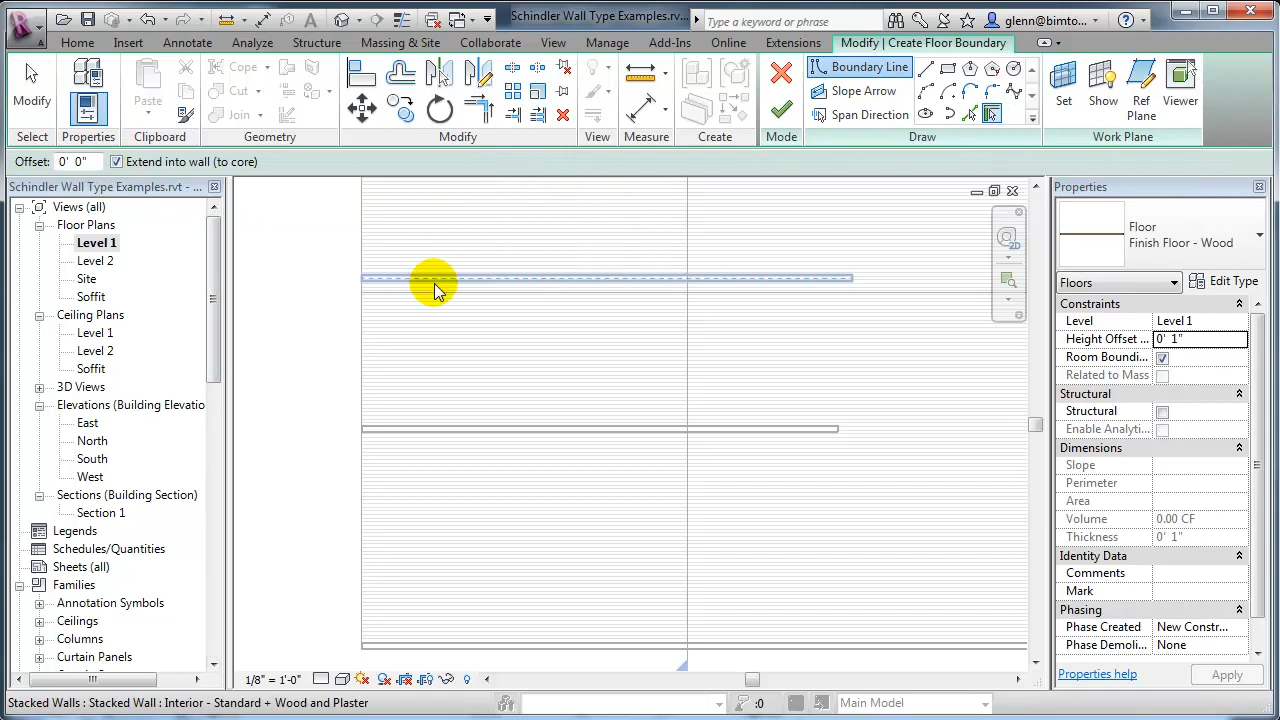 Schindler Wall Type Examples.rvt...
Type a keyword or phrase
glenn@bimto...
Home Insert Annotate Analyze Structure Massing & Site Collaborate View Manage Add-Ins Online Extensions Modify | Create Floor Boundary
Modify
Select
Properties
Paste
Cope
Cut
Join
Clipboard
Geometry
Modify
View
Measure
Create
Mode
Boundary Line
Slope Arrow
Span Direction
Draw
Set Show Ref Plane Viewer
Work Plane
Offset: 0' 0" Extend into wall (to core)
Schindler Wall Type Examples.rvt - ...
Views (all)
Floor Plans
Level 1
Level 2
Site
Soffit
Ceiling Plans
Level 1
Level 2
Soffit
3D Views
Elevations (Building Elevatio
East
North
South
West
Sections (Building Section)
Section 1
Legends
Schedules/Quantities
Sheets (all)
Families
Annotation Symbols
Ceilings
Columns
Curtain Panels
2D
Properties
Floor
Finish Floor - Wood
Floors Edit Type
Constraints
Level Level 1
Height Offset ... 0' 1"
Room Boundi...
Related to Mass
Structural
Structural
Enable Analyti...
Dimensions
Slope
Perimeter
Area
Volume 0.00 CF
Thickness 0' 1"
Identity Data
Comments
Mark
Phasing
Phase Created New Constr...
Phase Demoli... None
Properties help Apply
1/8" = 1'-0"
Stacked Walls : Stacked Wall : Interior - Standard + Wood and Plaster :0 Main Model